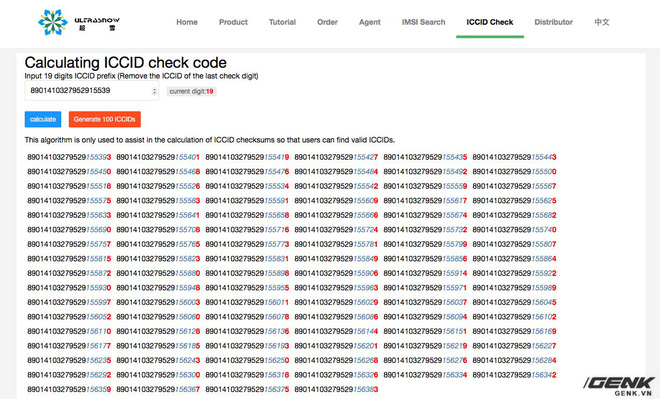 ULTRASNOW
超雪
Home Product Tutorial Order Agent IMSI Search ICCID Check Distributor 中文
Calculating ICCID check code
Input 19 digits ICCID prefix (Remove the ICCID of the last check digit)
8901410327952915539 current digit:19
calculate Generate 100 ICCIDs
This algorithm is only used to assist in the calculation of ICCID checksums so that users can find valid ICCIDs.
89014103279529155393 89014103279529155401 89014103279529155419 89014103279529155427 89014103279529155435 89014103279529155443
89014103279529155450 89014103279529155468 89014103279529155476 89014103279529155484 89014103279529155492 89014103279529155500
89014103279529155518 89014103279529155526 89014103279529155534 89014103279529155542 89014103279529155559 89014103279529155567
89014103279529155575 89014103279529155583 89014103279529155591 89014103279529155609 89014103279529155617 89014103279529155625
89014103279529155633 89014103279529155641 89014103279529155658 89014103279529155666 89014103279529155674 89014103279529155682
89014103279529155690 89014103279529155708 89014103279529155716 89014103279529155724 89014103279529155732 89014103279529155740
89014103279529155757 89014103279529155765 89014103279529155773 89014103279529155781 89014103279529155799 89014103279529155807
89014103279529155815 89014103279529155823 89014103279529155831 89014103279529155849 89014103279529155856 89014103279529155864
89014103279529155872 89014103279529155880 89014103279529155898 89014103279529155906 89014103279529155914 89014103279529155922
89014103279529155930 89014103279529155948 89014103279529155955 89014103279529155963 89014103279529155971 89014103279529155989
89014103279529155997 89014103279529156003 89014103279529156011 89014103279529156029 89014103279529156037 89014103279529156045
89014103279529156052 89014103279529156060 89014103279529156078 89014103279529156086 89014103279529156094 89014103279529156102
89014103279529156110 89014103279529156128 89014103279529156136 89014103279529156144 89014103279529156151 89014103279529156169
89014103279529156177 89014103279529156185 89014103279529156193 89014103279529156201 89014103279529156219 89014103279529156227
89014103279529156235 89014103279529156243 89014103279529156250 89014103279529156268 89014103279529156276 89014103279529156284
89014103279529156292 89014103279529156300 89014103279529156318 89014103279529156326 89014103279529156334 89014103279529156342
89014103279529156359 89014103279529156367 89014103279529156375 89014103279529156383
GENK
GENK.VN